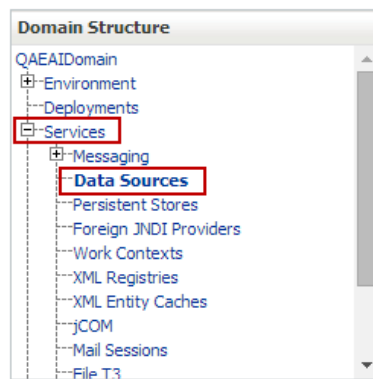 Domain Structure
QAEAIDomain
Environment
Deployments
Services
Messaging
Data Sources
Persistent Stores
Foreign JNDI Providers
Work Contexts
XML Registries
XML Entity Caches
jCOM
Mail Sessions
File T3